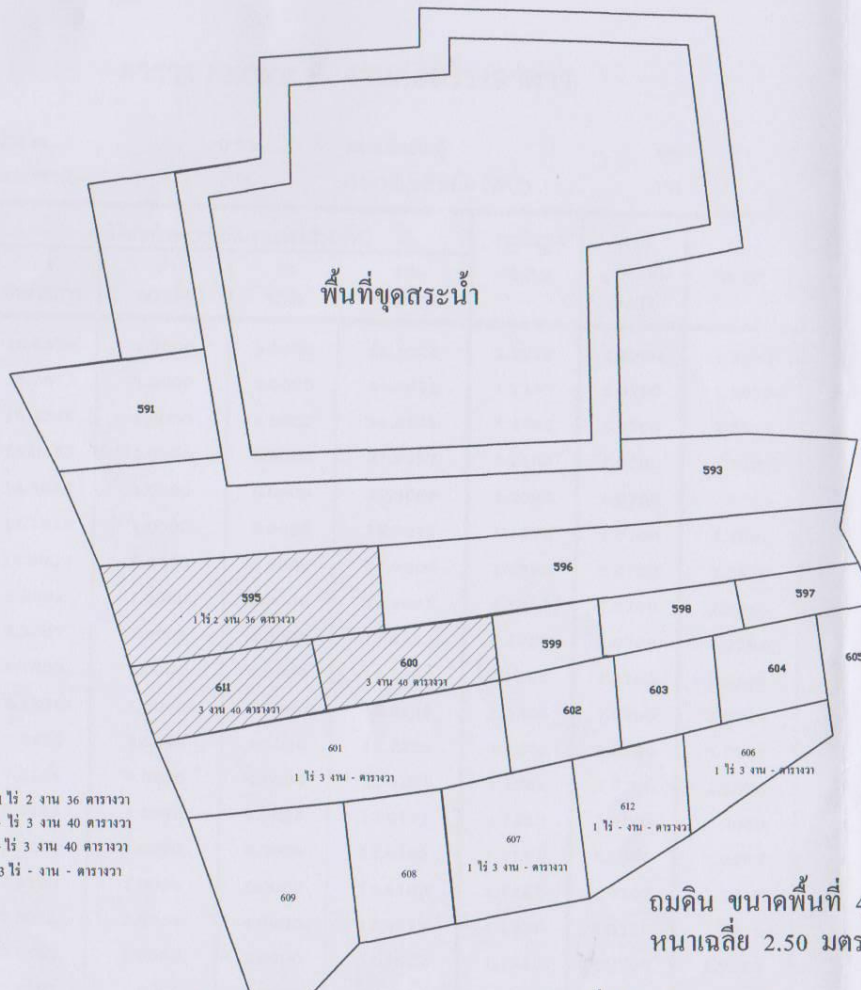 พื้นที่ขุดสระน้ำ
591
593
596
595
1 ไร่ 2 งาน 36 ตารางวา
597
598
599
600
3 งาน 40 ตารางวา
611
3 งาน 40 ตารางวา
605
604
603
602
601
1 ไร่ 3 งาน - ตารางวา
606
1 ไร่ 3 งาน - ตารางวา
612
1 ไร่ - งาน - ตารางวา
607
1 ไร่ 3 งาน - ตารางวา
608
609
1 ไร่ 2 งาน 36 ตารางวา
ไร่ 3 งาน 40 ตารางวา
ไร่ 3 งาน 40 ตารางวา
3 ไร่ - งาน - ตารางวา
ถมดิน ขนาดพื้นที่ 4
หนาเฉลี่ย 2.50 มตร